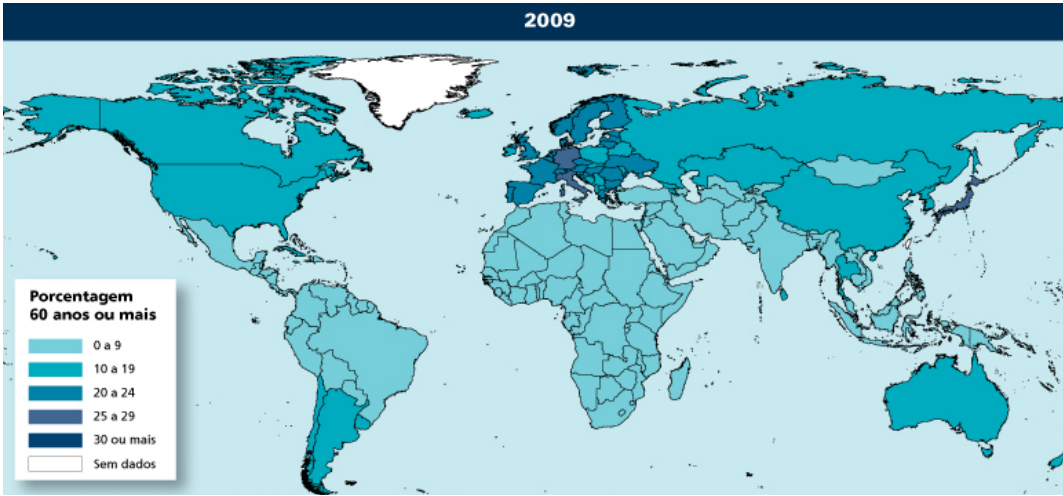 2009
Porcentagem
60 anos ou mais
0 a 9
10 a 19
20 a 24
25 a 29
30 ou mais
Sem dados